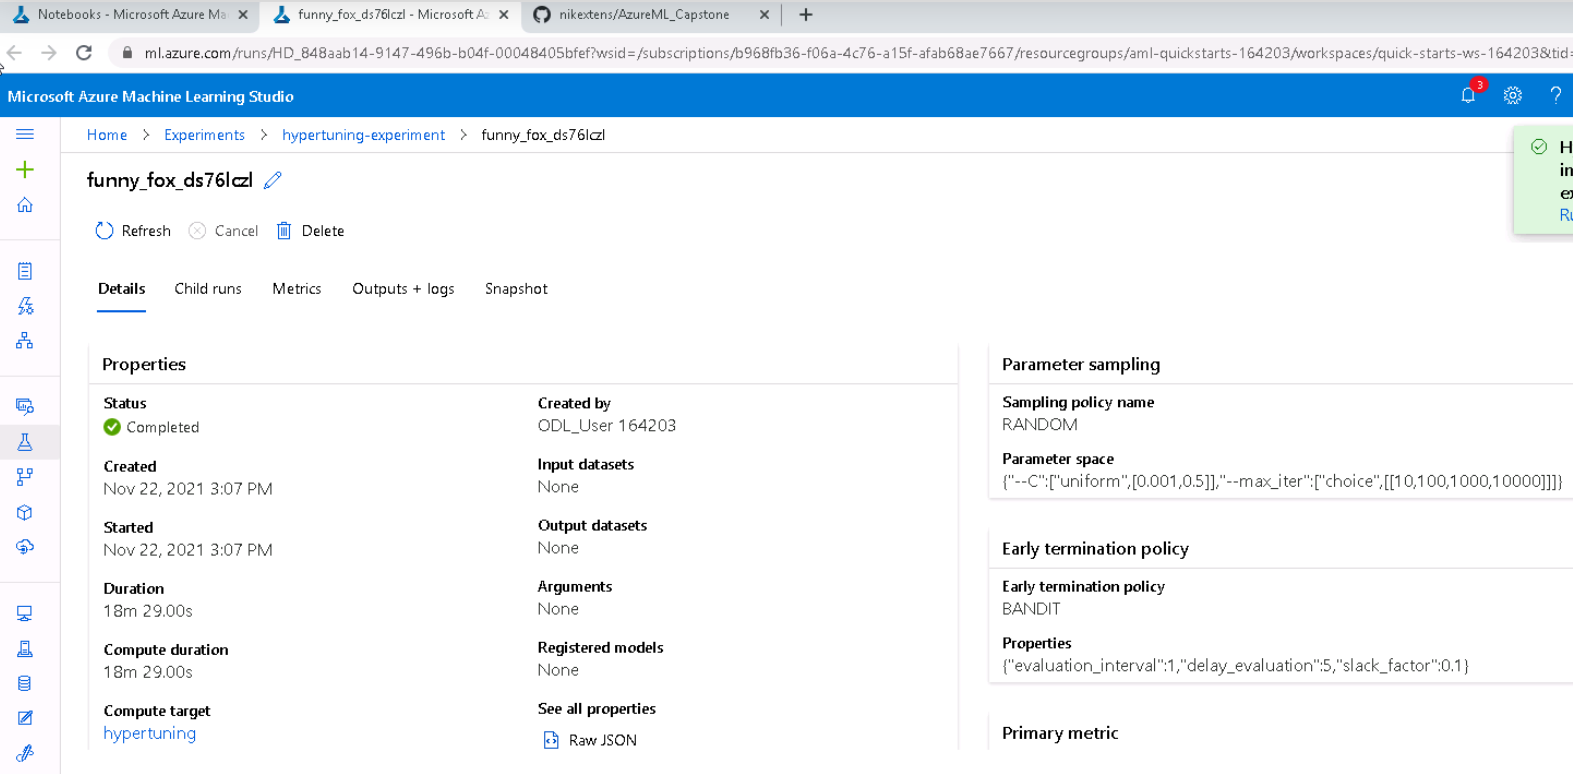 Notebooks - Microsoft Azure Ma
funny_fox_ds76lczl - Microsoft Az
nikextens/AzureML_Capstone
ml.azure.com/runs/HD_848aab14-9147-496b-b04f-00048405bfef?wsid=/subscriptions/b968fb36-f06a-4c76-a15f-afab68ae7667/resourcegroups/aml-quickstarts-164203/workspaces/quick-starts-ws-164203&tid=
Microsoft Azure Machine Learning Studio
3
?
Home > Experiments > hypertuning-experiment > funny_fox_ds76lczl
funny_fox_ds76lczl
Refresh Cancel Delete
Details Child runs Metrics Outputs + logs Snapshot
Properties
Status
Completed
Created
Nov 22, 2021 3:07 PM
Started
Nov 22, 2021 3:07 PM
Duration
18m 29.00s
Compute duration
18m 29.00s
Compute target
hypertuning
Created by
ODL_User 164203
Input datasets
None
Output datasets
None
Arguments
None
Registered models
None
See all properties
Raw JSON
Parameter sampling
Sampling policy name
RANDOM
Parameter space
{"--C":["uniform",[0.001,0.5]],"--max_iter":["choice",[[10,100,1000,10000]]]}
Early termination policy
Early termination policy
BANDIT
Properties
{"evaluation_interval":1,"delay_evaluation":5,"slack_factor":0.1}
Primary metric